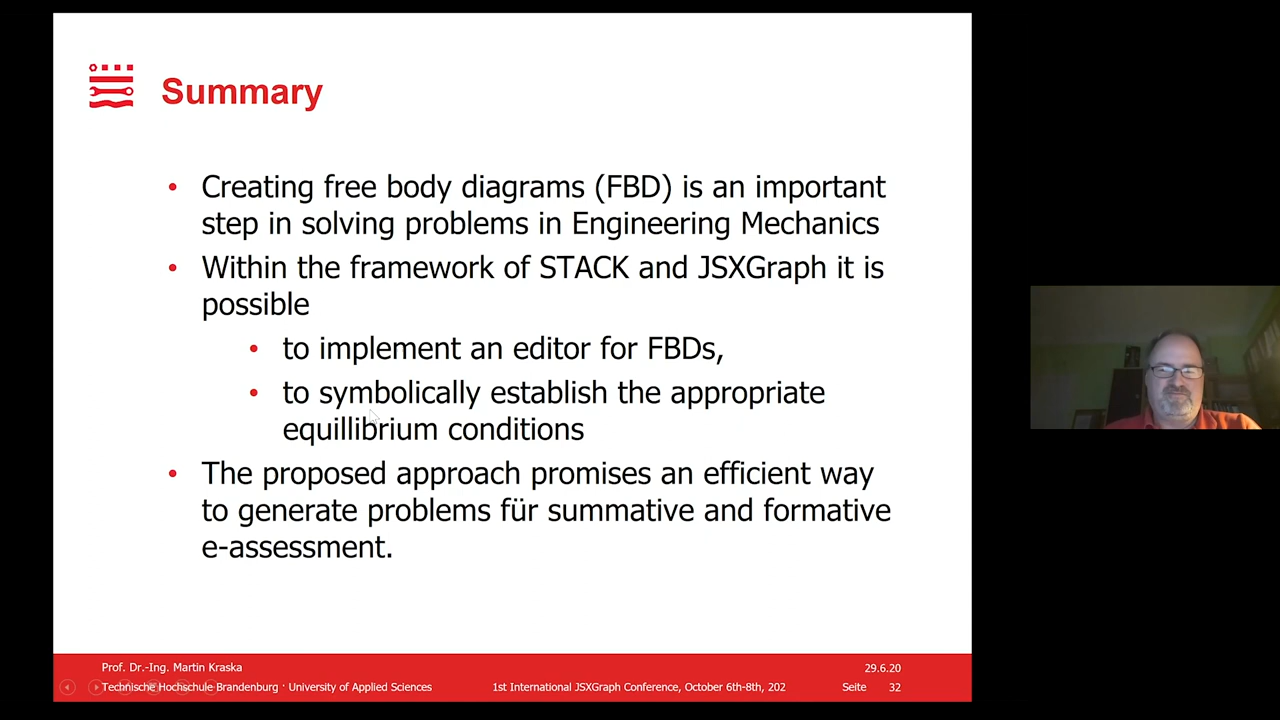 Summary
• Creating free body diagrams (FBD) is an important
step in solving problems in Engineering Mechanics
• Within the framework of STACK and JSXGraph it is
possible
• to implement an editor for FBDs,
• to symbolically establish the appropriate
equillibrium conditions
• The proposed approach promises an efficient way
to generate problems für summative and formative
e-assessment.
Prof. Dr.-Ing. Martin Kraska 29.6.20
Technische Hochschule Brandenburg · University of Applied Sciences 1st International JSXGraph Conference, October 6th-8th, 202 Seite 32